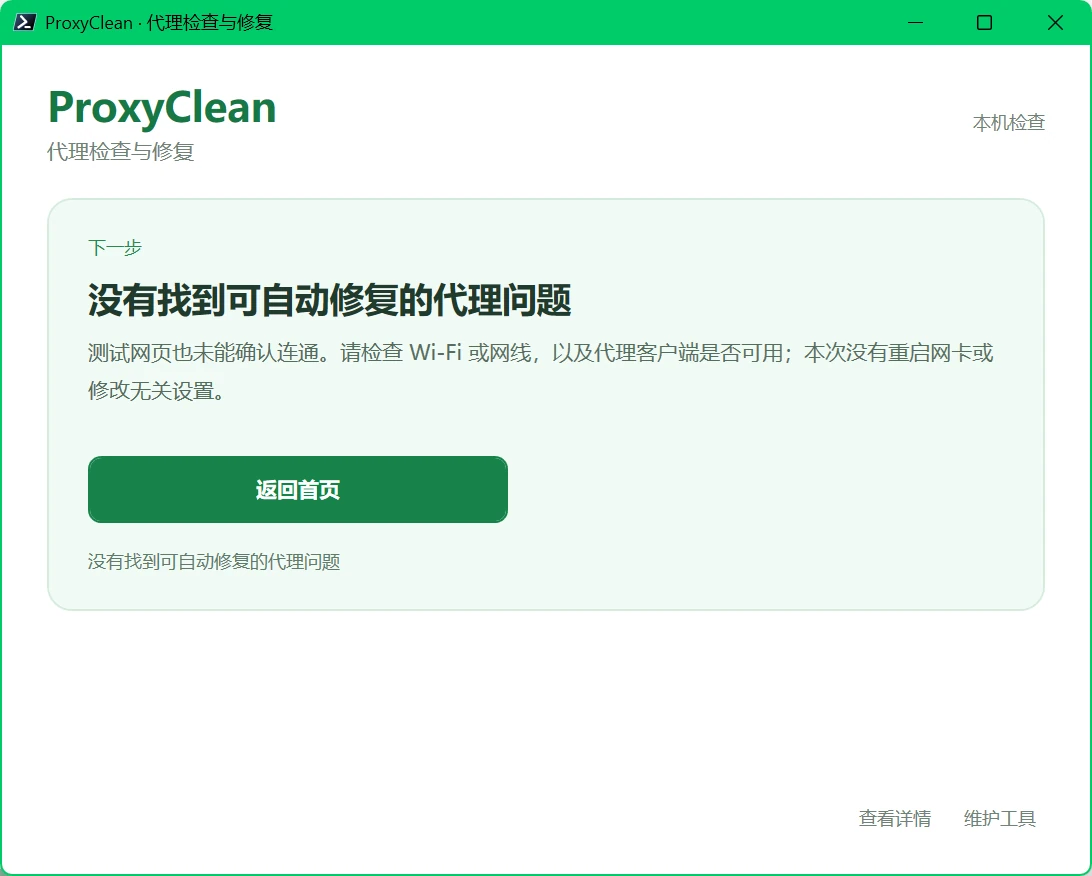 ProxyClean · 代理检查与修复
ProxyClean
代理检查与修复
本机检查
下一步
没有找到可自动修复的代理问题
测试网页也未能确认连通。请检查 Wi-Fi 或网线，以及代理客户端是否可用；本次没有重启网卡或
修改无关设置。
返回首页
没有找到可自动修复的代理问题
查看详情 维护工具